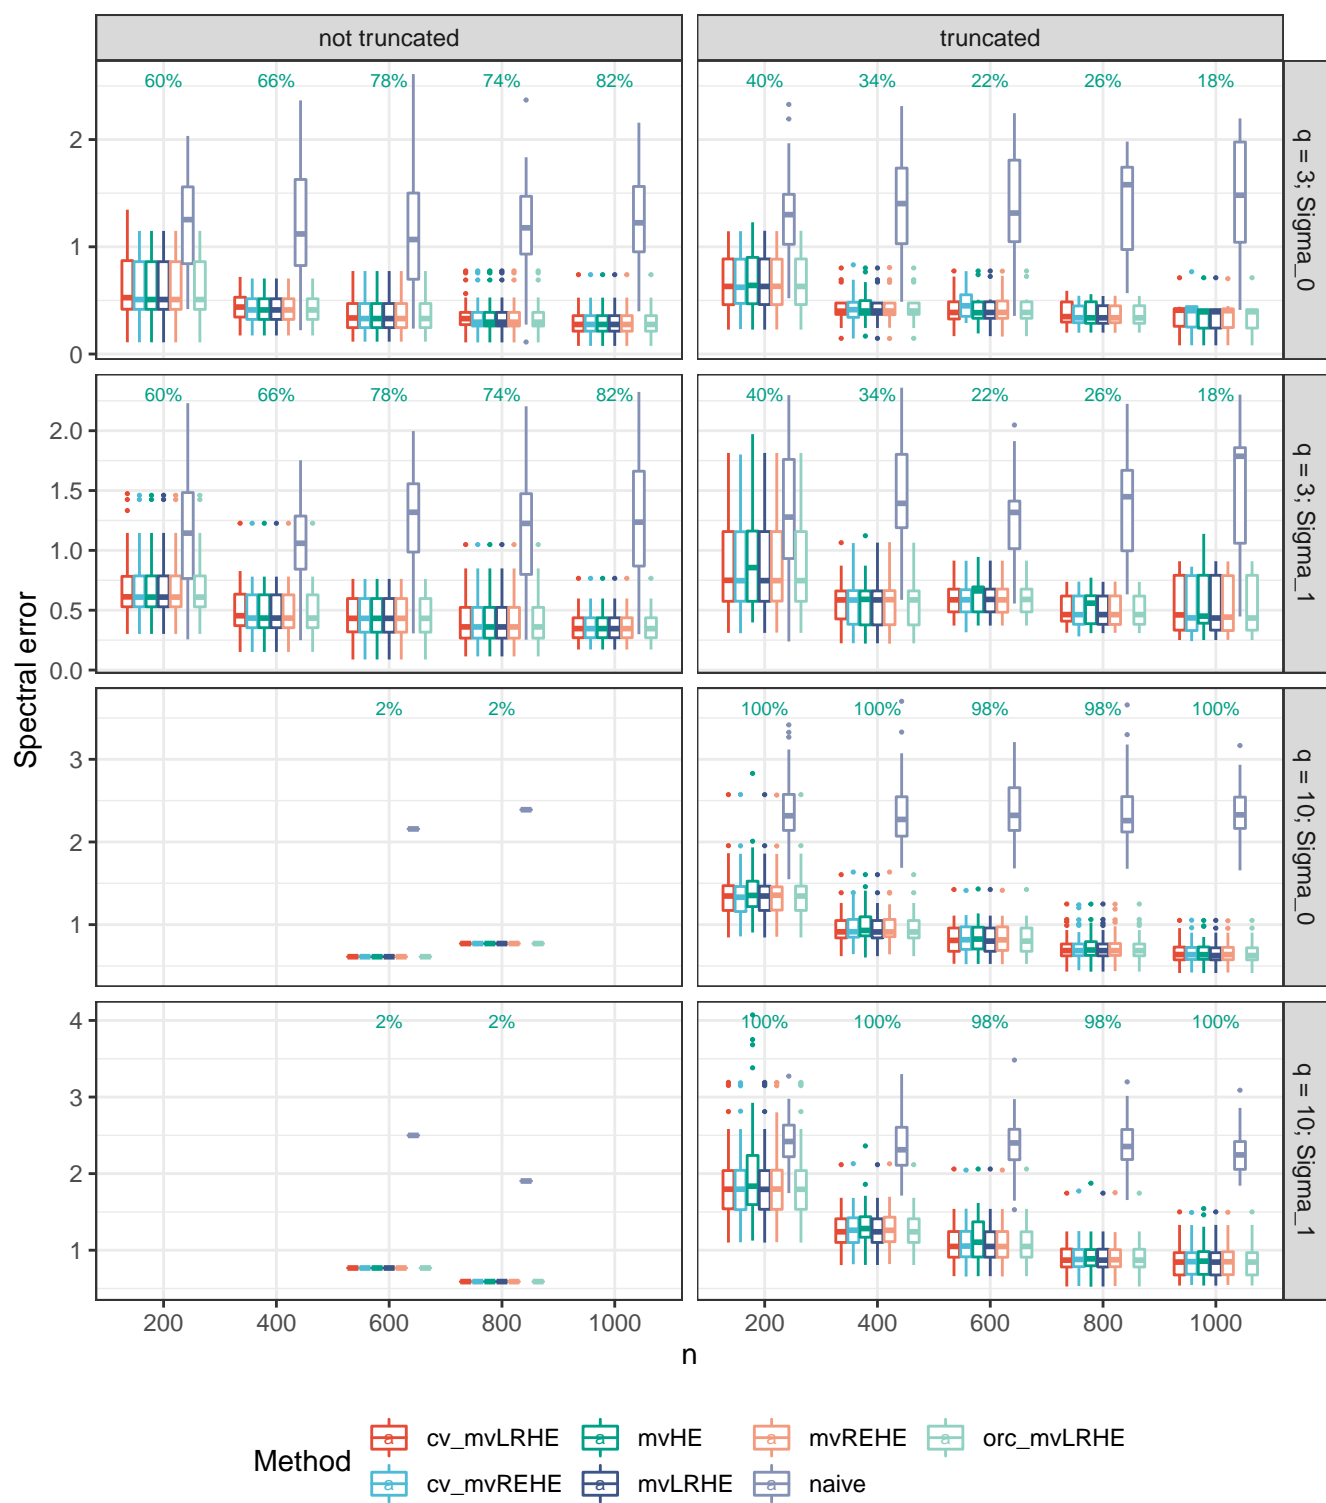 not truncated truncated
60% 66% 78% 74% 82% 40% 34% 22% 26% 18%
2
1
0
q = 3; Sigma_0
60% 66% 78% 74% 82% 40% 34% 22% 26% 18%
2.0
1.5
1.0
0.5
0.0
q = 3; Sigma_1
Spectral error
2% 2% 100% 100% 98% 98% 100%
3
2
1
q = 10; Sigma_0
2% 2% 100% 100% 98% 98% 100%
4
3
2
1
q = 10; Sigma_1
200 400 600 800 1000 200 400 600 800 1000
n
Method
a cv_mvLRHE a mvHE a mvREHE a orc_mvLRHE
a cv_mvREHE a mvLRHE a naive